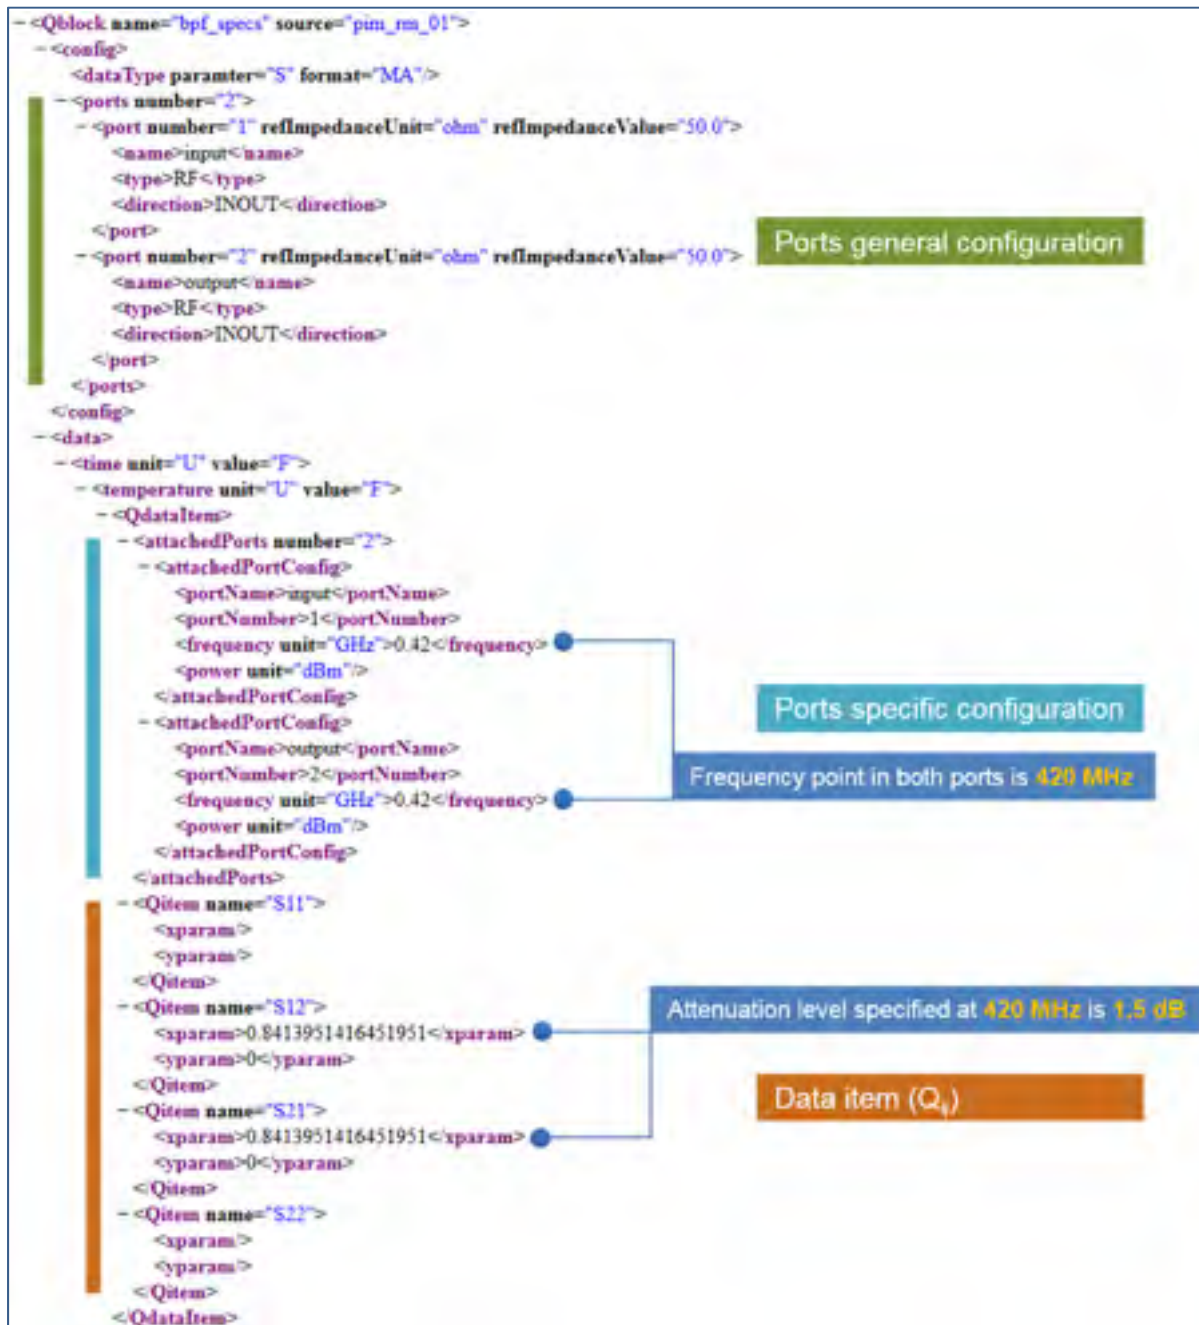 - <Qblock name="bpf_specs" source="pim_rm_01">
- <config>
<dataType paramter="S" format="MA"/>
- <ports number="2">
- <port number="1" refImpedanceUnit="ohm" refImpedanceValue="50.0">
<name>input</name>
<type>RF</type>
<direction>INOUT</direction>
</port>
Ports general configuration
- <port number="2" refImpedanceUnit="ohm" refImpedanceValue="50.0">
<name>output</name>
<type>RF</type>
<direction>INOUT</direction>
</port>
</ports>
</config>
- <data>
- <time unit="U" value="F">
- <temperature unit="U" value="F">
- <QdataItem>
- <attachedPorts number="2">
- <attachedPortConfig>
<portName>input</portName>
<portNumber>1</portNumber>
<frequency unit="GHz">0.42</frequency>
<power unit="dBm"/>
</attachedPortConfig>
Ports specific configuration
- <attachedPortConfig>
<portName>output</portName>
<portNumber>2</portNumber>
Frequency point in both ports is 420 MHz
<frequency unit="GHz">0.42</frequency>
<power unit="dBm"/>
</attachedPortConfig>
</attachedPorts>
- <Qitem name="S11">
<xparam/>
<yparam/>
</Qitem>
- <Qitem name="S12">
Attenuation level specified at 420 MHz is 1.5 dB
<xparam>0.8413951416451951</xparam>
<yparam>0</yparam>
</Qitem>
Data item (Qij)
- <Qitem name="S21">
<xparam>0.8413951416451951</xparam>
<yparam>0</yparam>
</Qitem>
- <Qitem name="S22">
<xparam/>
<yparam/>
</Qitem>
</QdataItem>